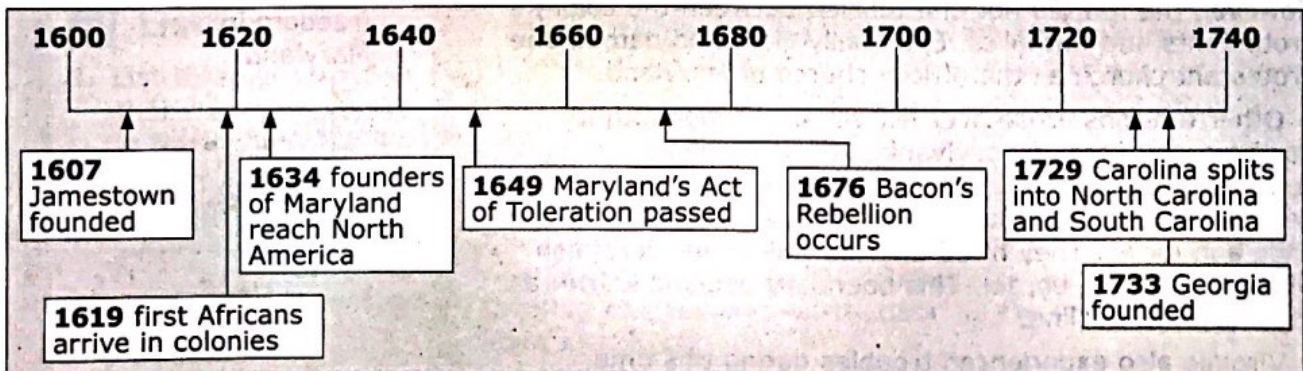 1600 1620 1640 1660 1680 1700 1720 1740
1607
Jamestown
founded
1619 first Africans
arrive in colonies
1634 founders
of Maryland
reach North
America
1649 Maryland's Act
of Toleration passed
1676 Bacon's
Rebellion
occurs
1729 Carolina splits
into North Carolina
and South Carolina
1733 Georgia
founded